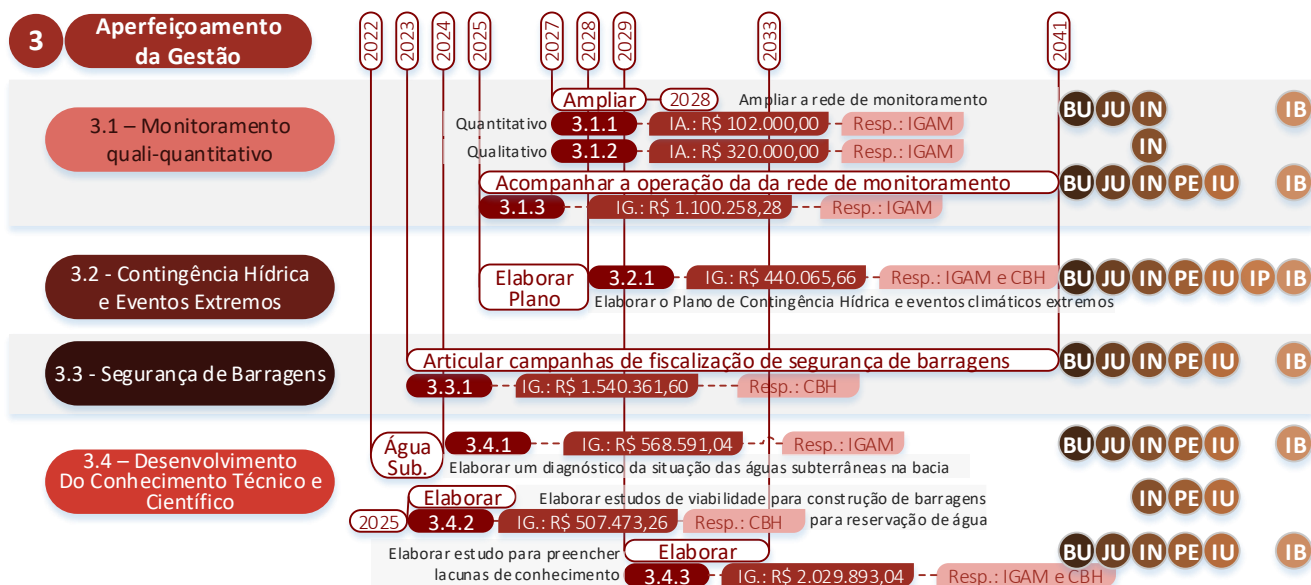 3
Aperfeiçoamento
da Gestão
2022
2023
2024
2025
2027
2028
2029
2033
2041
3.1 – Monitoramento
quali-quantitativo
Ampliar
2028
Ampliar a rede de monitoramento
Quantitativo
3.1.1
IA.: R$ 102.000,00
Resp.: IGAM
BU JU IN IB
Qualitativo
3.1.2
IA.: R$ 320.000,00
Resp.: IGAM
IN
Acompanhar a operação da da rede de monitoramento
3.1.3
IG.: R$ 1.100.258,28
Resp.: IGAM
BU JU IN PE IU IB
3.2 - Contingência Hídrica
e Eventos Extremos
Elaborar
Plano
3.2.1
IG.: R$ 440.065,66
Resp.: IGAM e CBH
Elaborar o Plano de Contingência Hídrica e eventos climáticos extremos
BU JU IN PE IU IP IB
3.3 - Segurança de Barragens
Articular campanhas de fiscalização de segurança de barragens
3.3.1
IG.: R$ 1.540.361,60
Resp.: CBH
BU JU IN PE IU IB
3.4 – Desenvolvimento
Do Conhecimento Técnico e
Científico
Água
Sub.
3.4.1
IG.: R$ 568.591,04
Resp.: IGAM
Elaborar um diagnóstico da situação das águas subterrâneas na bacia
BU JU IN PE IU IB
Elaborar
2025
3.4.2
IG.: R$ 507.473,26
Resp.: CBH
Elaborar estudos de viabilidade para construção de barragens
para reservação de água
IN PE IU
Elaborar estudo para preencher
lacunas de conhecimento
Elaborar
3.4.3
IG.: R$ 2.029.893,04
Resp.: IGAM e CBH
BU JU IN PE IU IB